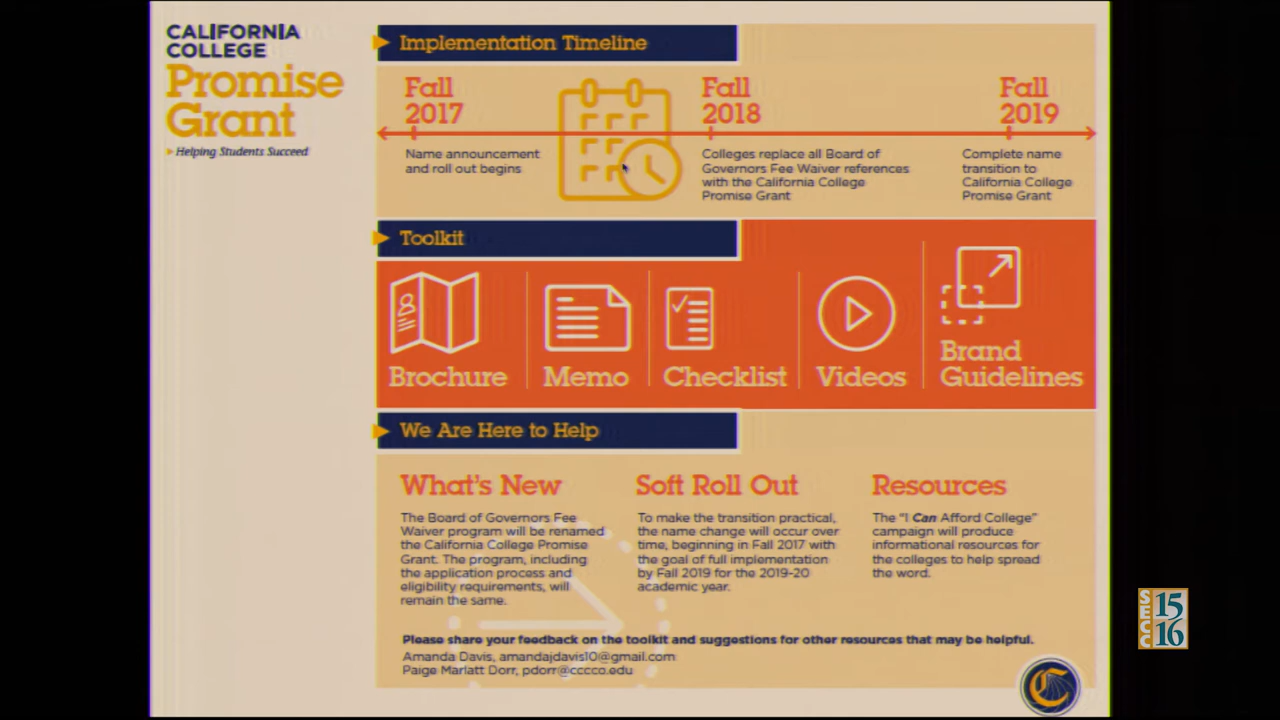 CALIFORNIA
COLLEGE
Promise
Grant
Helping Students Succeed
Implementation Timeline
Fall
2017
Name announcement
and roll out begins
Fall
2018
Colleges replace all Board of
Governors Fee Waiver references
with the California College
Promise Grant
Fall
2019
Complete name
transition to
California College
Promise Grant
Toolkit
Brochure
Memo
Checklist
Videos
Brand
Guidelines
We Are Here to Help
What's New
The Board of Governors Fee
Waiver program will be renamed
the California College Promise
Grant. The program, including
the application process and
eligibility requirements, will
remain the same.
Soft Roll Out
To make the transition practical,
the name change will occur over
time, beginning in Fall 2017 with
the goal of full implementation
by Fall 2019 for the 2019-20
academic year.
Resources
The "I Can Afford College"
campaign will produce
informational resources for
the colleges to help spread
the word.
Please share your feedback on the toolkit and suggestions for other resources that may be helpful.
Amanda Davis, amandajdavis10@gmail.com
Paige Marlatt Dorr, pdorr@cccco.edu
C
SECC
15
16